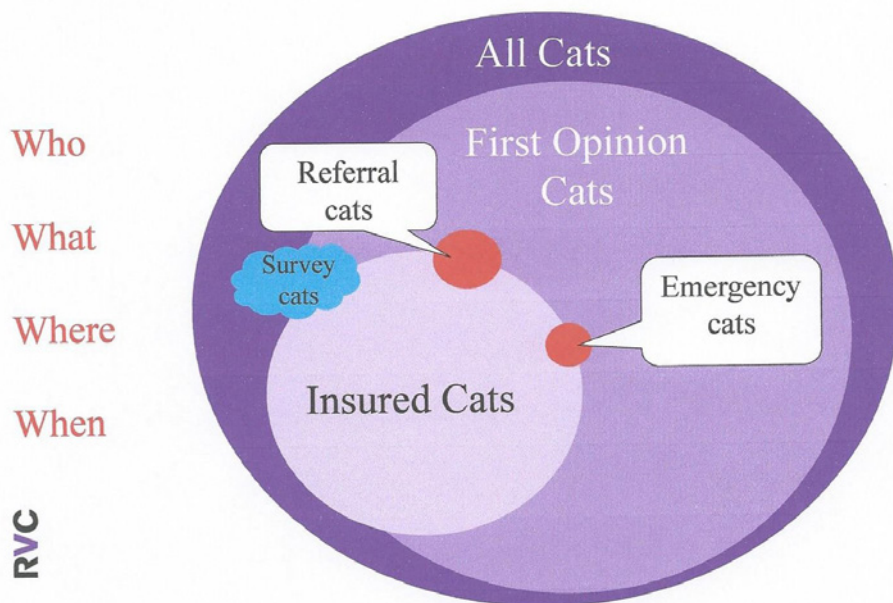 All Cats
Who
First Opinion
Cats
Referral
cats
What
Survey
cats
Emergency
cats
Where
Insured Cats
When
RVC